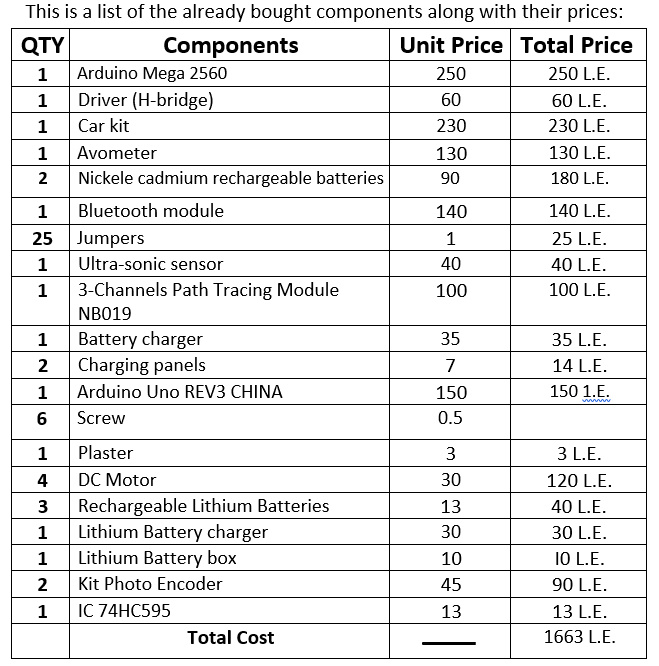 This is a list of the already bought components along with their prices:
QTY Components Unit Price Total Price
1 Arduino Mega 2560 250 250 L.E.
1 Driver (H-bridge) 60 60 L.E.
1 Car kit 230 230 L.E.
1 Avometer 130 130 L.E.
2 Nickele cadmium rechargeable batteries 90 180 L.E.
1 Bluetooth module 140 140 L.E.
25 Jumpers 1 25 L.E.
1 Ultra-sonic sensor 40 40 L.E.
1 3-Channels Path Tracing Module 100 100 L.E.
NB019
1 Battery charger 35 35 L.E.
2 Charging panels 7 14 L.E.
1 Arduino Uno REV3 CHINA 150 150 1.E.
6 Screw 0.5
1 Plaster 3 3 L.E.
4 DC Motor 30 120 L.E.
3 Rechargeable Lithium Batteries 13 40 L.E.
1 Lithium Battery charger 30 30 L.E.
1 Lithium Battery box 10 I0 L.E.
2 Kit Photo Encoder 45 90 L.E.
1 IC 74HC595 13 13 L.E.
Total Cost 1663 L.E.